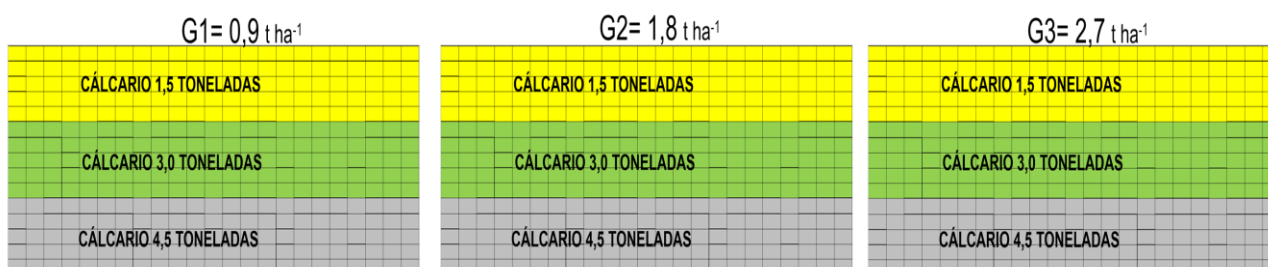 G1= 0,9 t ha-1
CÁLCARIO 1,5 TONELADAS
CÁLCARIO 3,0 TONELADAS
CÁLCARIO 4,5 TONELADAS
G2= 1,8 t ha-1
CÁLCARIO 1,5 TONELADAS
CÁLCARIO 3,0 TONELADAS
CÁLCARIO 4,5 TONELADAS
G3= 2,7 t ha-1
CÁLCARIO 1,5 TONELADAS
CÁLCARIO 3,0 TONELADAS
CÁLCARIO 4,5 TONELADAS